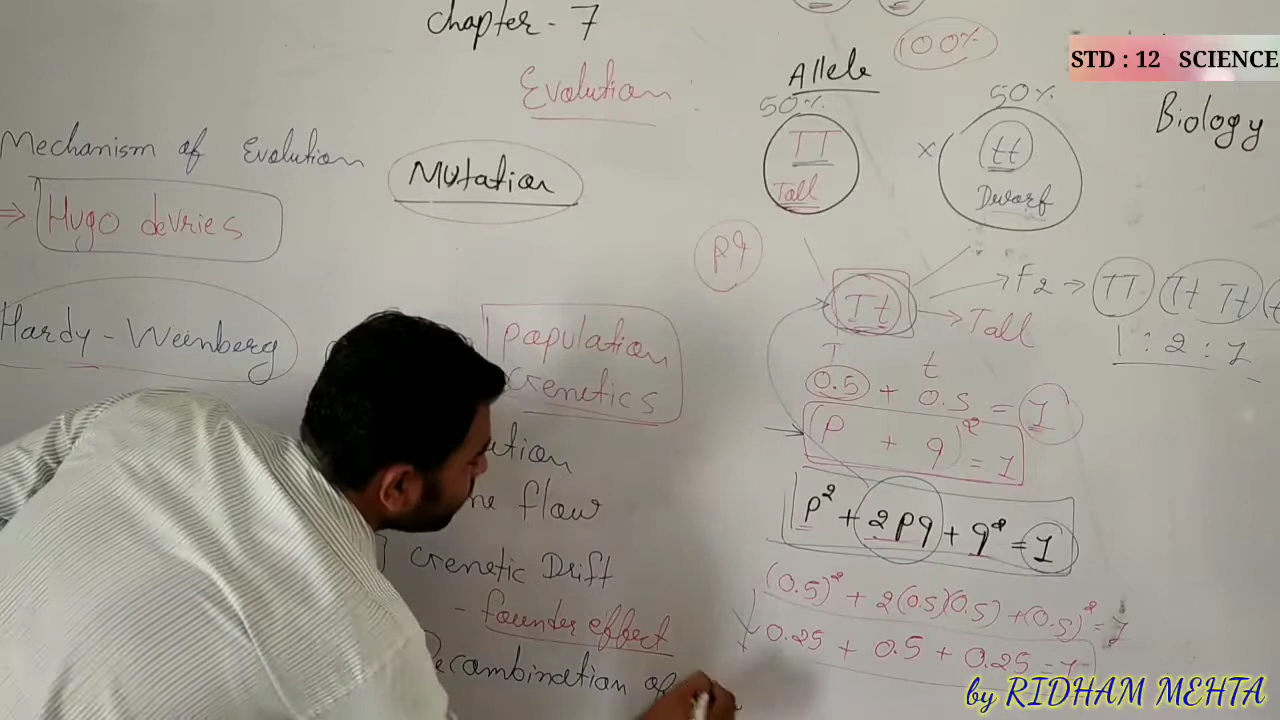 chapter - 7
100%
STD : 12 SCIENCE
Evolution
Allele
Biology
50%
50%
Mechanism of Evolution
Mutation
TT
Tall
×
tt
Dwarf
⇒ Hugo devries
pq
Tt
→ F2 → TT Tt Tt
→ Tall
1 : 2 : 1
Hardy - Weinberg
population
Genetics
T t
0.5 + 0.5 = 1
(p + q)² = 1
flow
p² + 2pq + q² = 1
Genetic Drift
(0.5)² + 2(0.5)(0.5) + (0.5)² = 1
- founder effect
0.25 + 0.5 + 0.25 = 1
Recombination of
by RIDHAM MEHTA